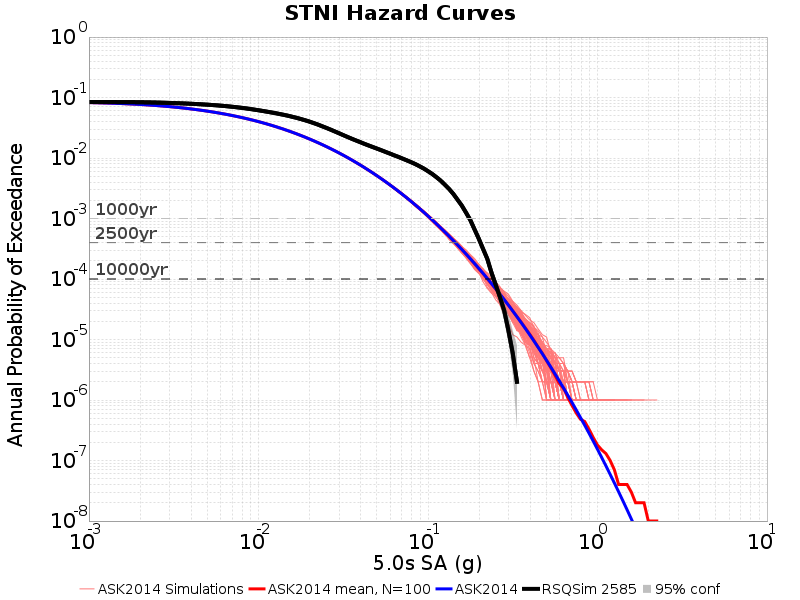 STNI Hazard Curves
Annual Probability of Exceedance
10^0
10^-1
10^-2
10^-3
10^-4
10^-5
10^-6
10^-7
10^-8
1000yr
2500yr
10000yr
10^-3 10^-2 10^-1 10^0 10^1
5.0s SA (g)
ASK2014 Simulations ASK2014 mean, N=100 ASK2014 RSQSim 2585 95% conf